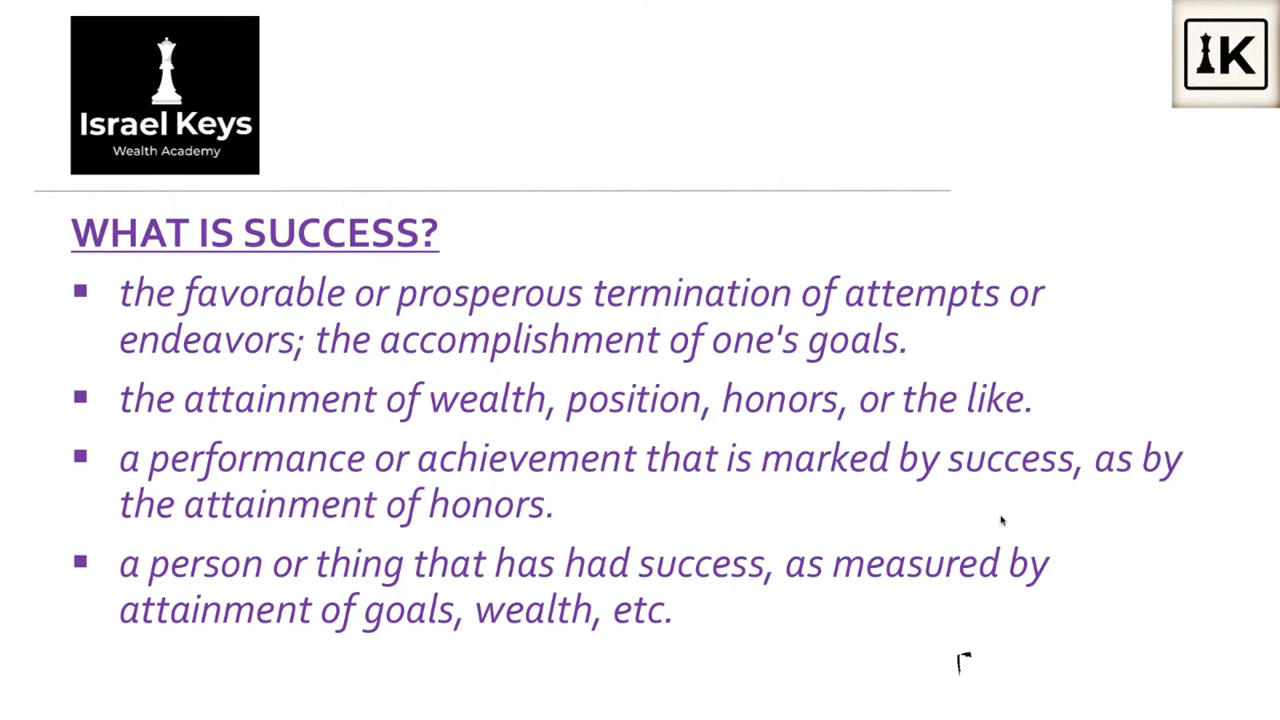 Israel Keys
Wealth Academy
K
WHAT IS SUCCESS?
the favorable or prosperous termination of attempts or
endeavors; the accomplishment of one's goals.
the attainment of wealth, position, honors, or the like.
a performance or achievement that is marked by success, as by
the attainment of honors.
a person or thing that has had success, as measured by
attainment of goals, wealth, etc.